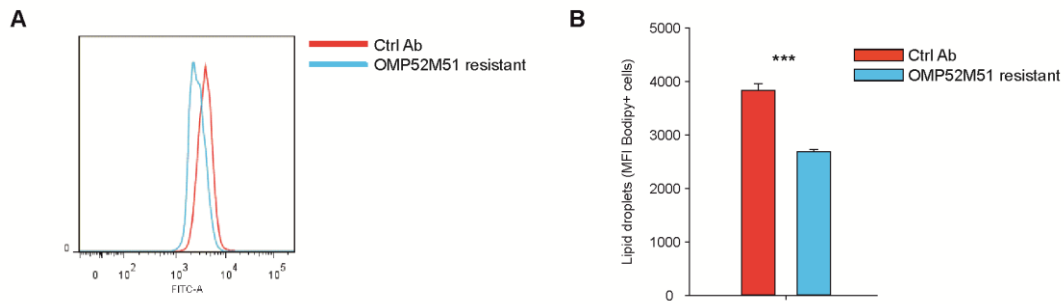 A
Ctrl Ab
OMP52M51 resistant
0
0 10^2 10^3 10^4 10^5
FITC-A
B
Lipid droplets (MFI Bodipy+ cells)
5000
4000
3000
2000
1000
0
***
Ctrl Ab
OMP52M51 resistant